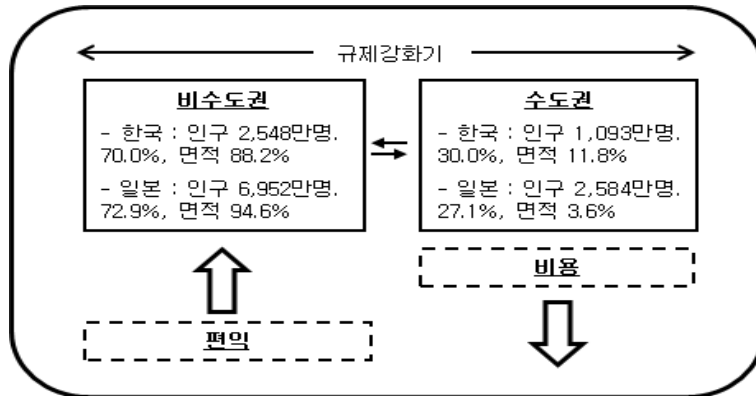 규제강화기
비수도권
- 한국 : 인구 2,548만명.
70.0%, 면적 88.2%
- 일본 : 인구 6,952만명.
72.9%, 면적 94.6%
수도권
- 한국 : 인구 1,093만명.
30.0%, 면적 11.8%
- 일본 : 인구 2,584만명.
27.1%, 면적 3.6%
비용
편익